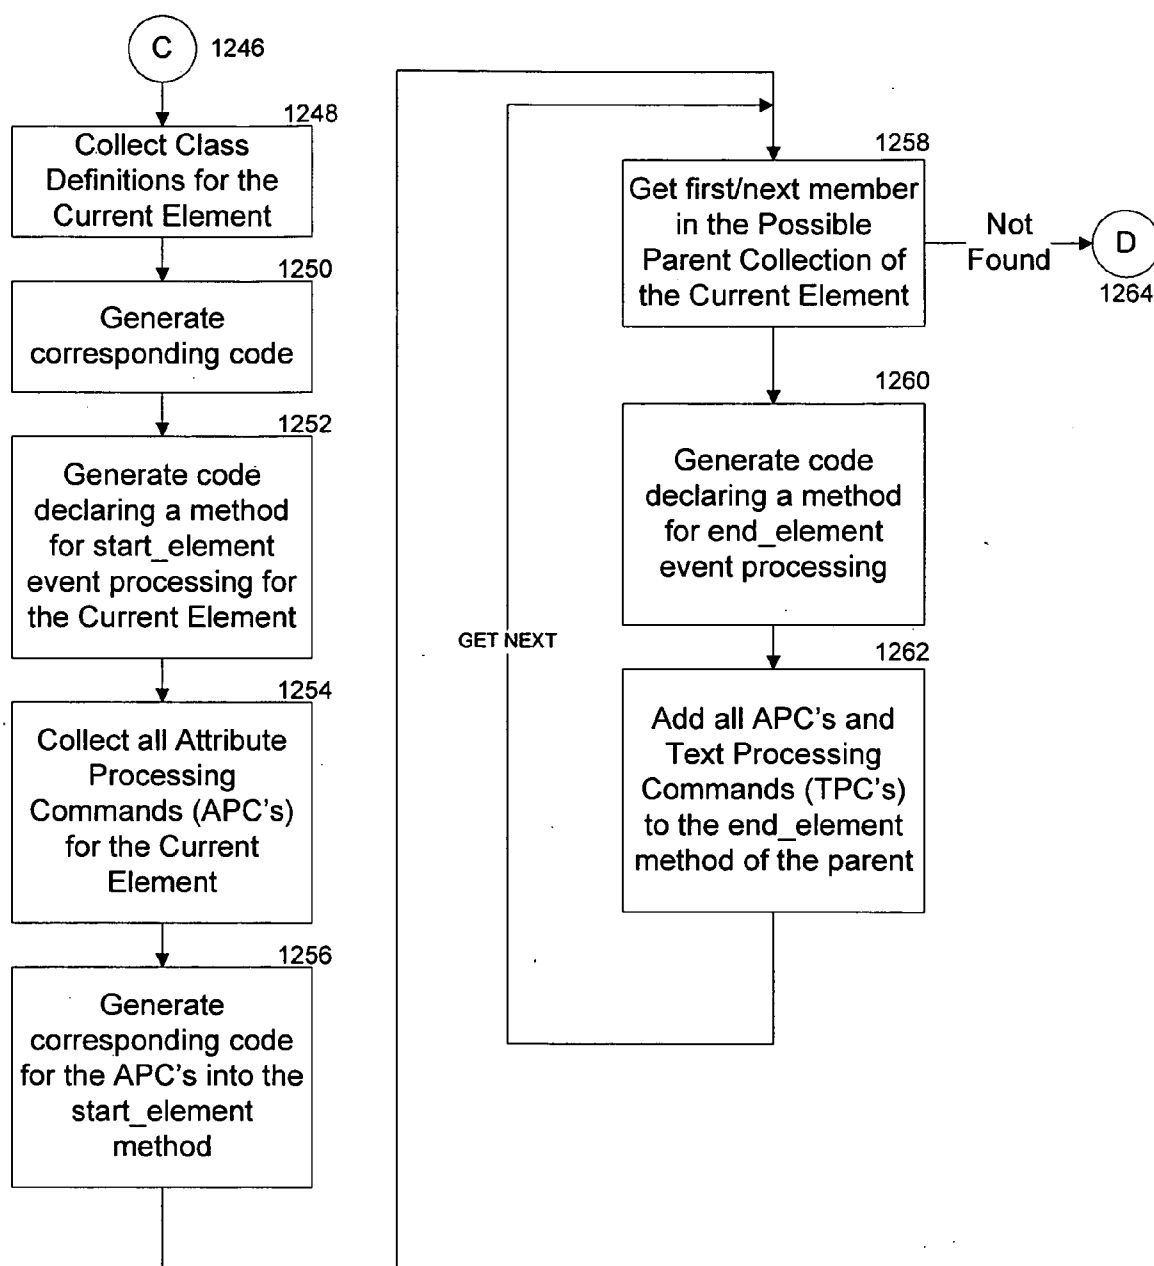 C
1246
1248
Collect Class
Definitions for the
Current Element
1250
Generate
corresponding code
1252
Generate code
declaring a method
for start_element
event processing for
the Current Element
1254
Collect all Attribute
Processing
Commands (APC's)
for the Current
Element
1256
Generate
corresponding code
for the APC's into the
start_element
method
1258
Get first/next member
in the Possible
Parent Collection of
the Current Element
Not
Found
D
1264
1260
Generate code
declaring a method
for end_element
event processing
GET NEXT
1262
Add all APC's and
Text Processing
Commands (TPC's)
to the end_element
method of the parent